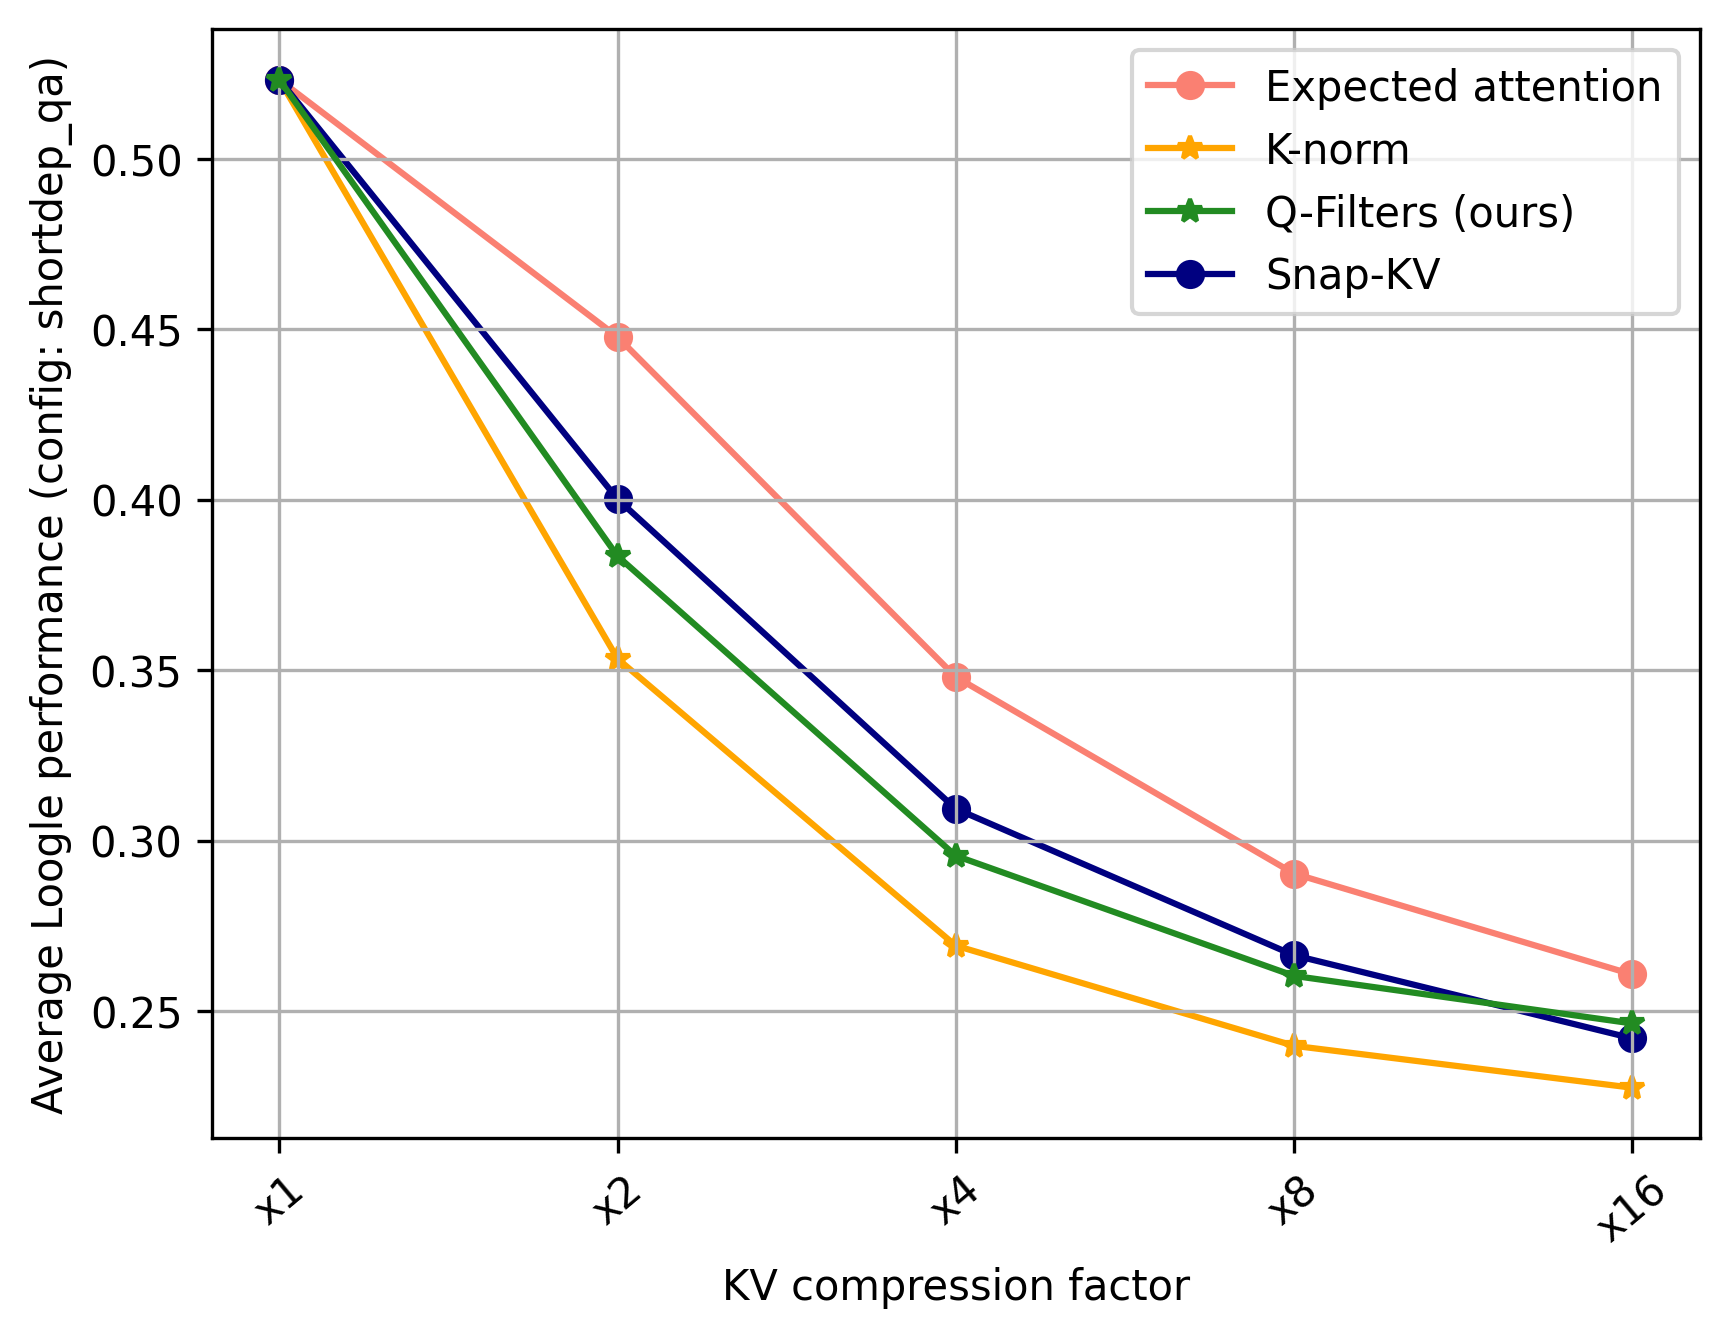 Average Loogle performance (config: shortdep_qa)
0.50
0.45
0.40
0.35
0.30
0.25
Expected attention
K-norm
Q-Filters (ours)
Snap-KV
x1
x2
x4
x8
x16
KV compression factor